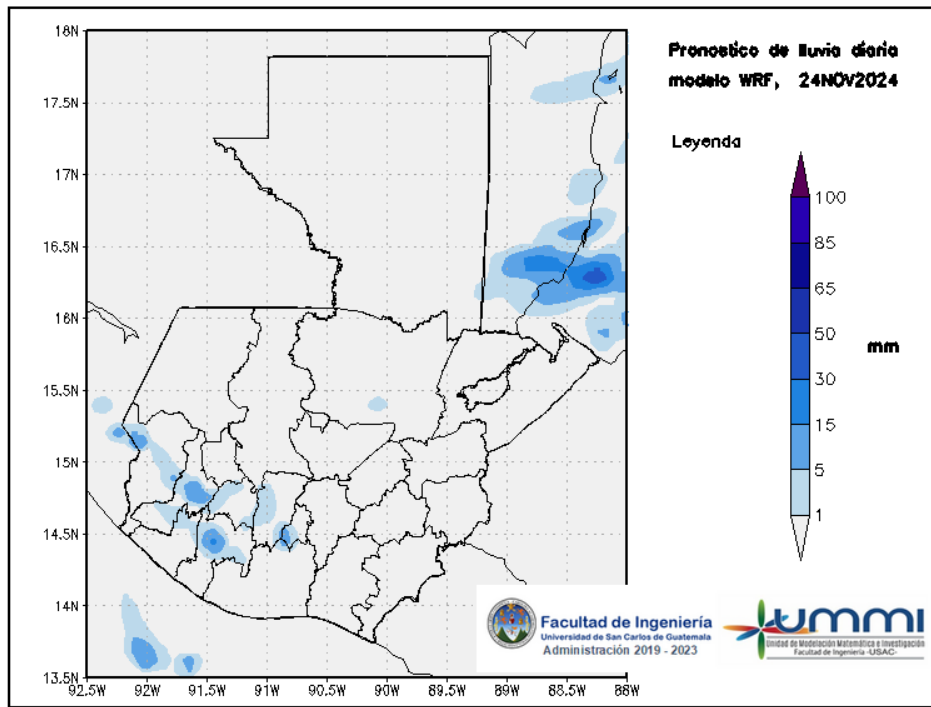 Pronostico de lluvia diaria
modelo WRF, 24NOV2024
Leyenda
100
85
65
50
30
15
5
1
mm
18N
17.5N
17N
16.5N
16N
15.5N
15N
14.5N
14N
13.5N
92.5W
92W
91.5W
91W
90.5W
90W
89.5W
89W
88.5W
88W
Facultad de Ingeniería
Universidad de San Carlos de Guatemala
Administración 2019 - 2023
UMMI
Unidad de Modelación Matemática e Investigación
Facultad de Ingeniería -USAC-